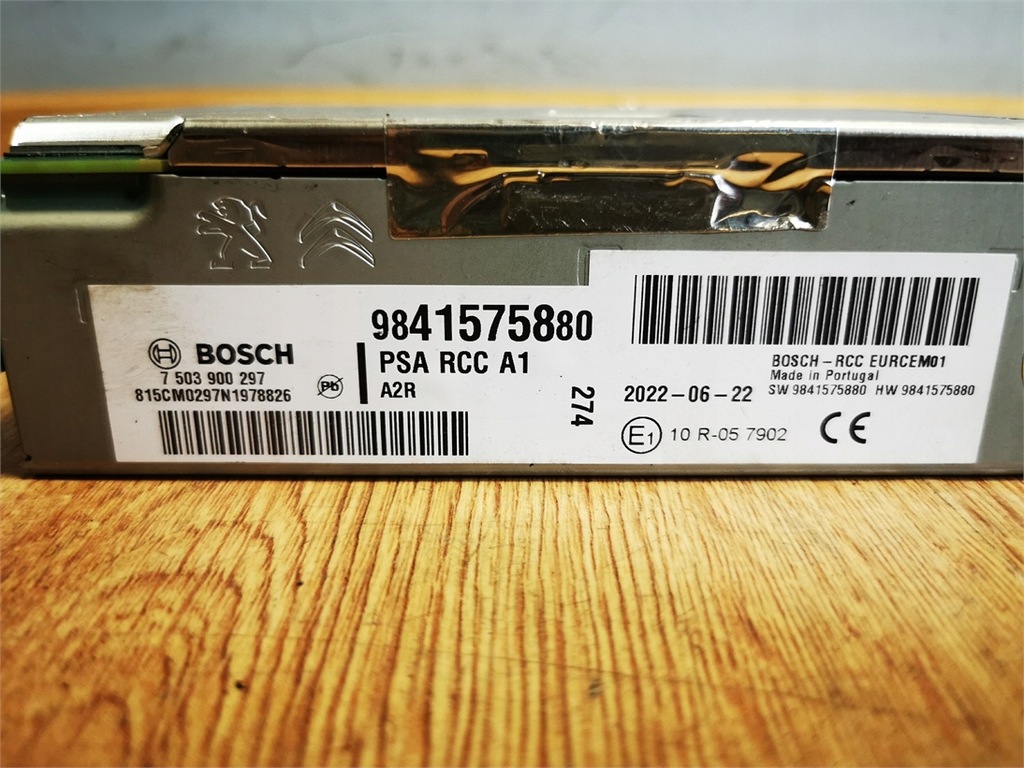 9841575880
BOSCH
PSA RCC A1
7 503 900 297
Pb
A2R
815CM0297N1978826
274
BOSCH-RCC EURCEM01
Made in Portugal
2022-06-22
SW 9841575880 HW 9841575880
E1 10 R-05 7902 CE